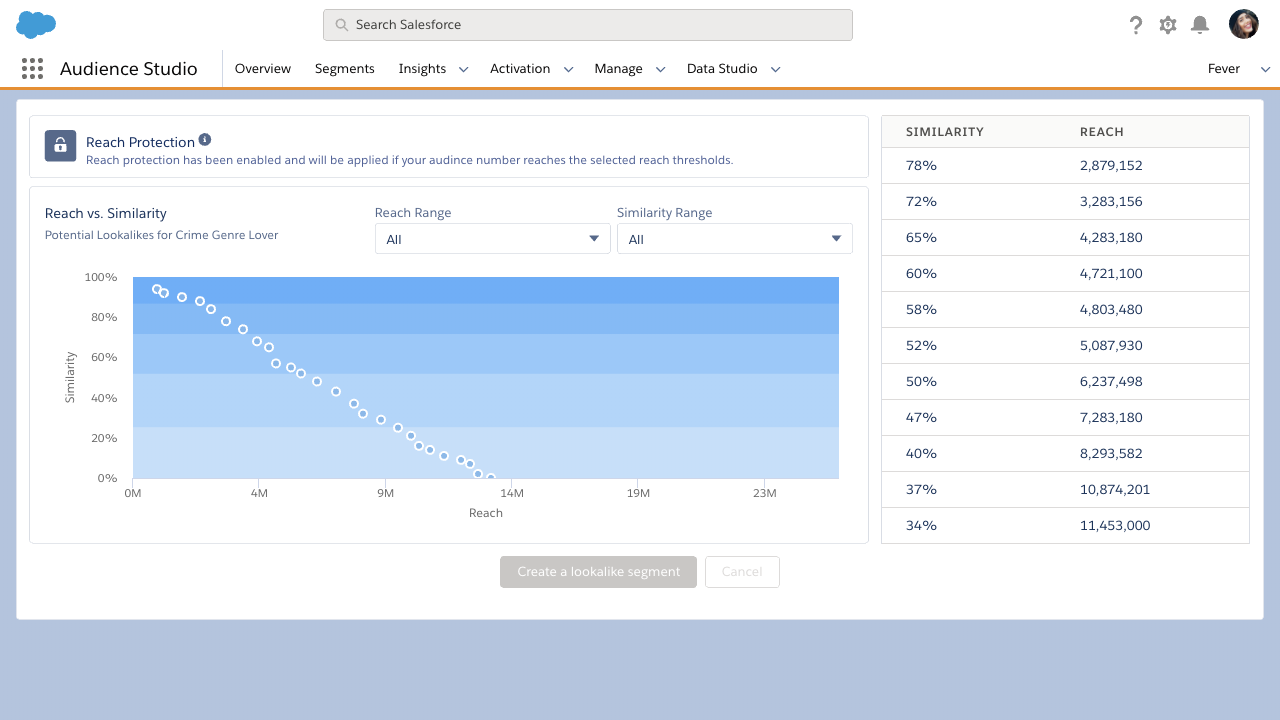 Search Salesforce
Audience Studio
Overview
Segments
Insights
Activation
Manage
Data Studio
Fever
Reach Protection
Reach protection has been enabled and will be applied if your audince number reaches the selected reach thresholds.
Reach vs. Similarity
Potential Lookalikes for Crime Genre Lover
Reach Range
All
Similarity Range
All
100%
80%
60%
40%
20%
0%
Similarity
0M 4M 9M 14M 19M 23M
Reach
SIMILARITY REACH
78% 2,879,152
72% 3,283,156
65% 4,283,180
60% 4,721,100
58% 4,803,480
52% 5,087,930
50% 6,237,498
47% 7,283,180
40% 8,293,582
37% 10,874,201
34% 11,453,000
Create a lookalike segment
Cancel